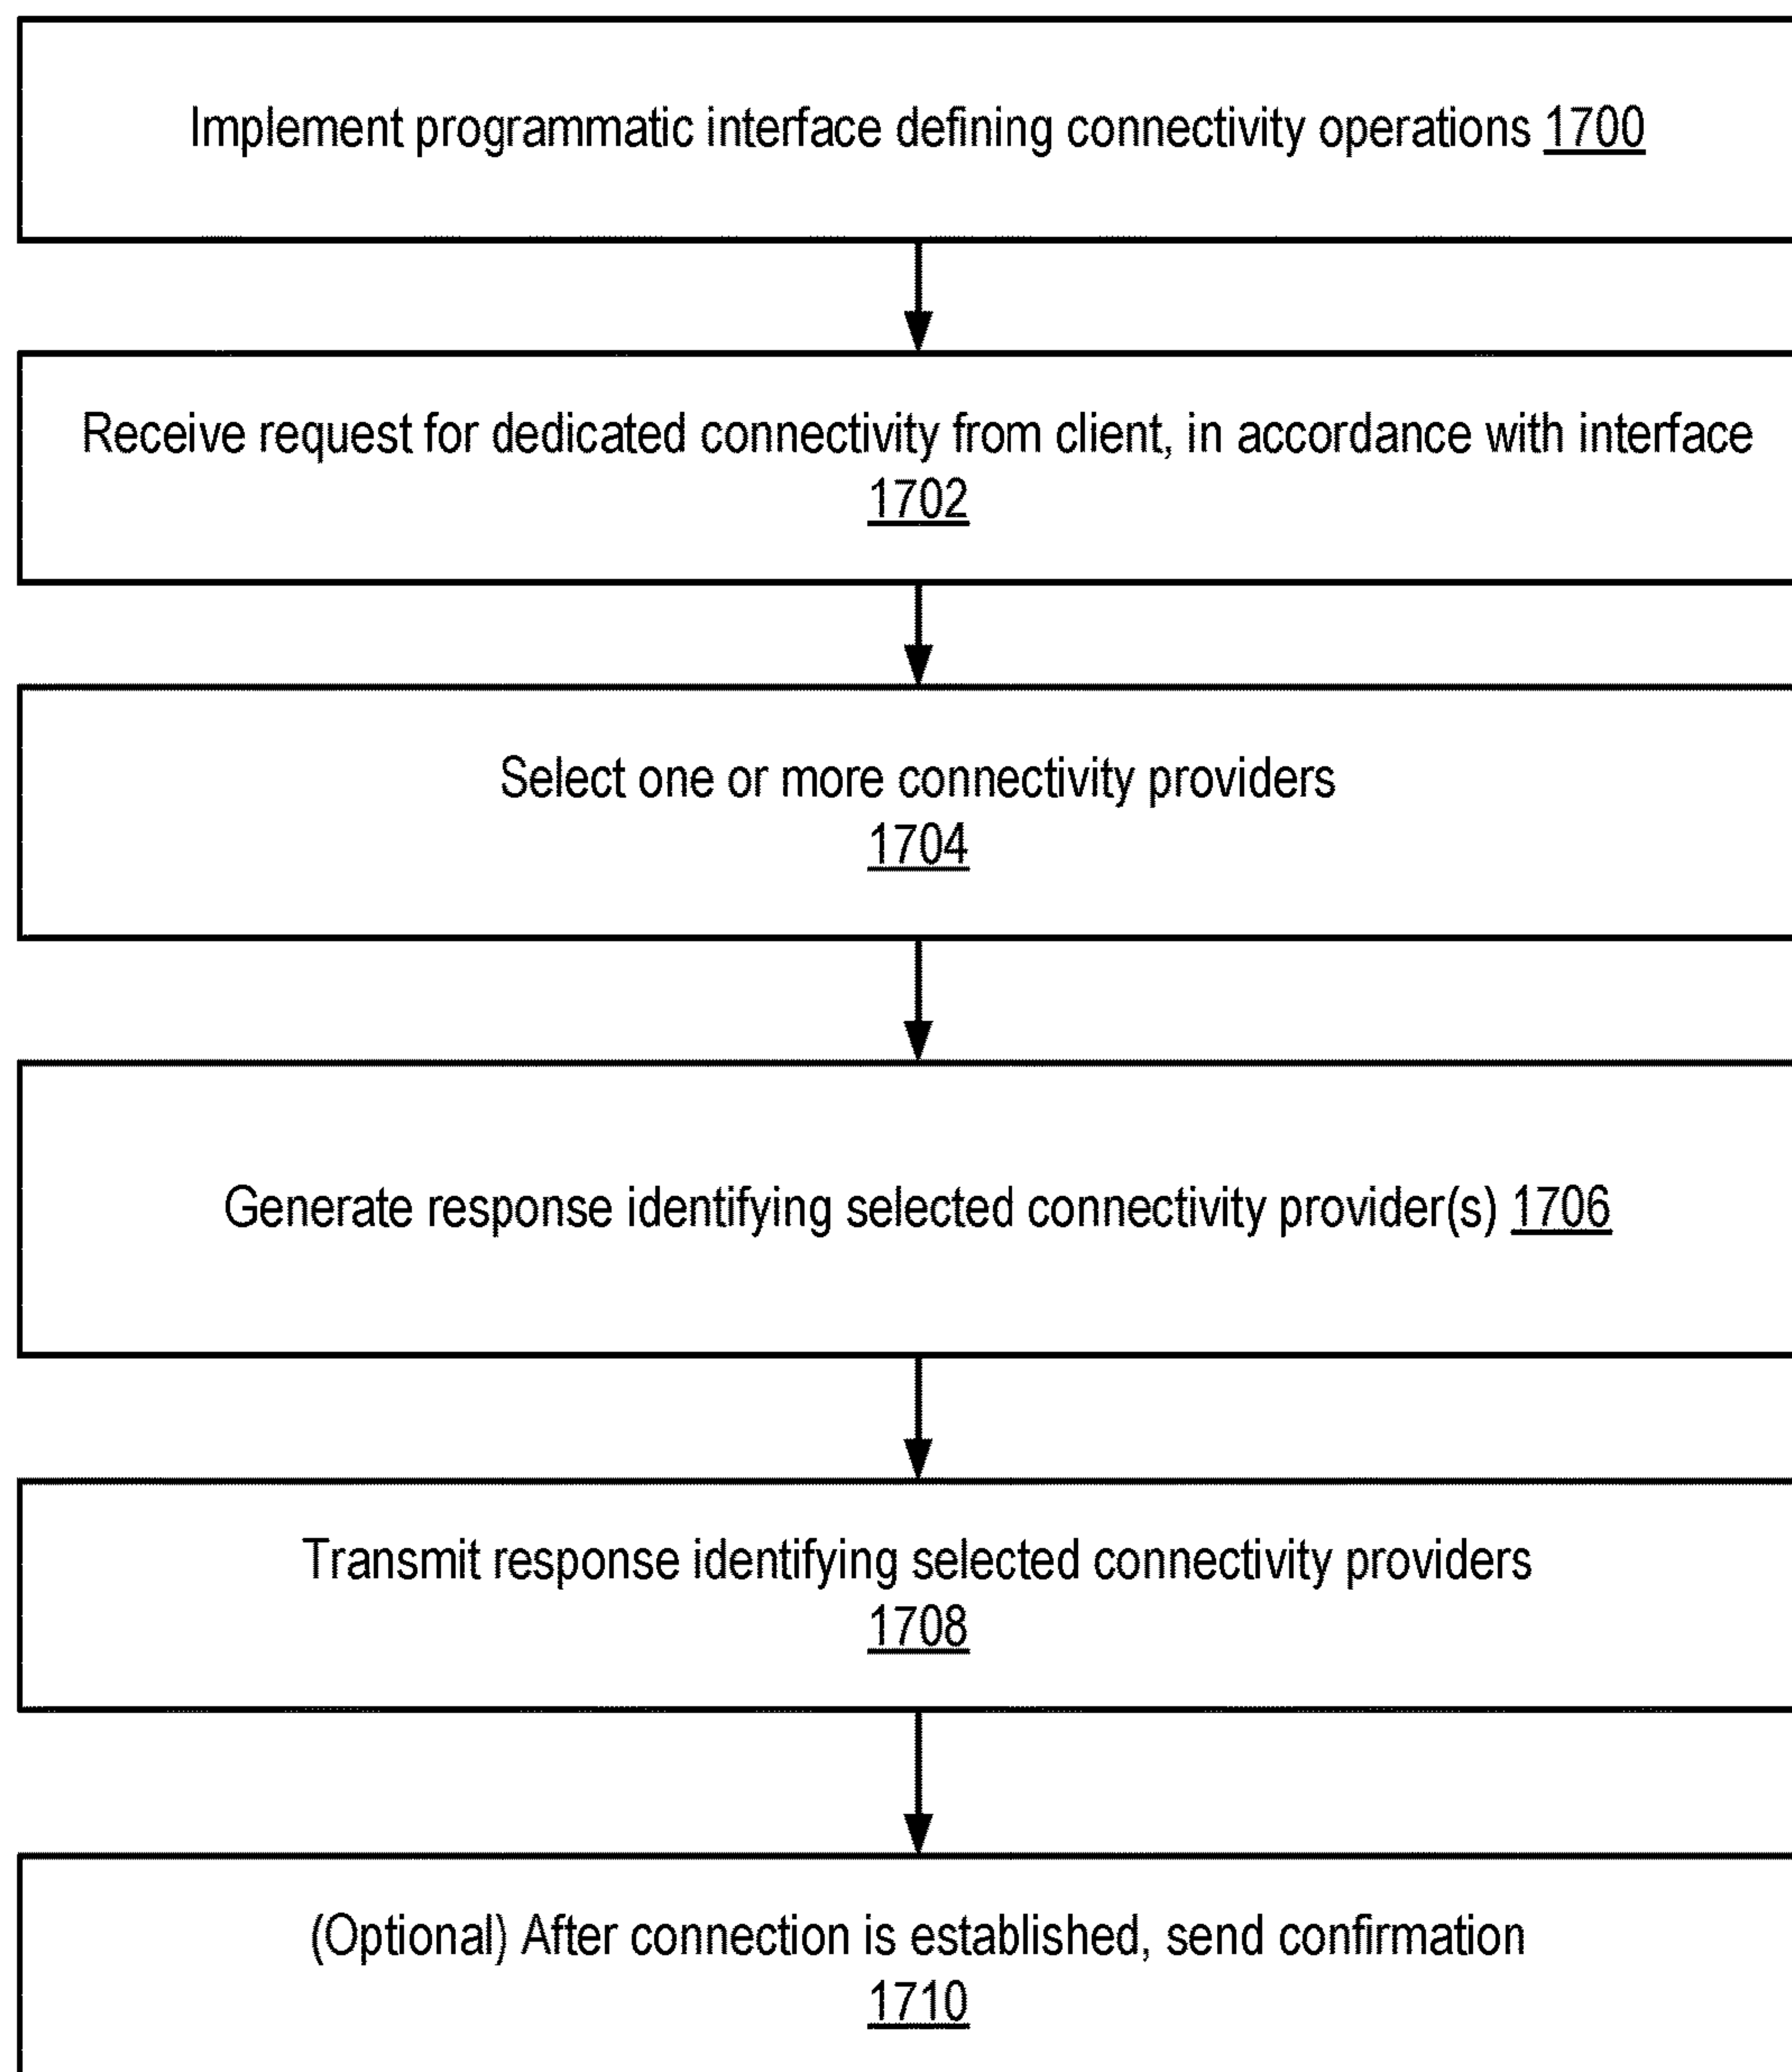 Implement programmatic interface defining connectivity operations 1700
Receive request for dedicated connectivity from client, in accordance with interface
1702
Select one or more connectivity providers
1704
Generate response identifying selected connectivity provider(s) 1706
Transmit response identifying selected connectivity providers
1708
(Optional) After connection is established, send confirmation
1710